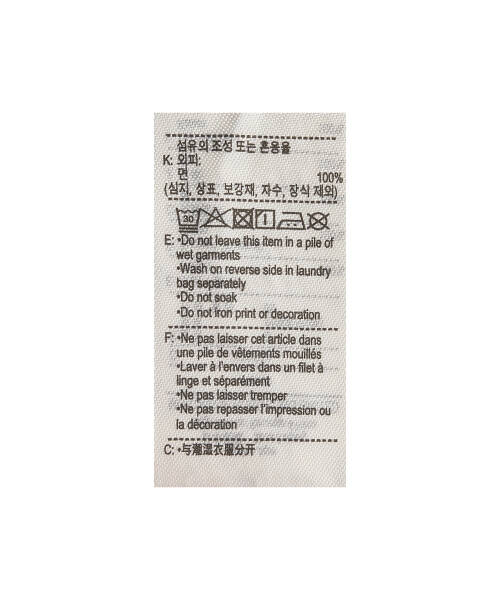 섬유의 조성 또는 혼용율
K: 외피:
면 100%
(심지, 상표, 보강재, 자수, 장식 제외)
30
1
E: •Do not leave this item in a pile of
wet garments
•Wash on reverse side in laundry
bag separately
•Do not soak
•Do not iron print or decoration
F: •Ne pas laisser cet article dans
une pile de vêtements mouillés
•Laver à l'envers dans un filet à
linge et séparément
•Ne pas laisser tremper
•Ne pas repasser l'impression ou
la décoration
C: •与潮湿衣服分开